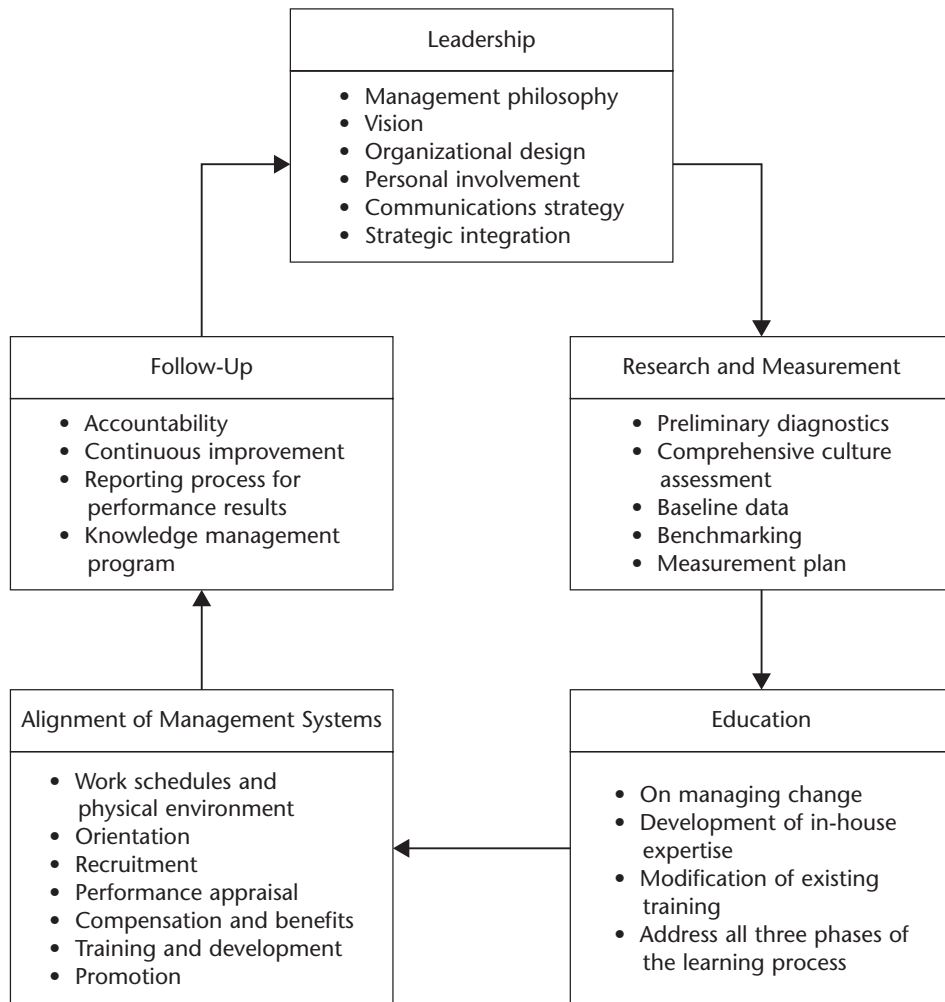 Leadership
• Management philosophy
• Vision
• Organizational design
• Personal involvement
• Communications strategy
• Strategic integration
Research and Measurement
• Preliminary diagnostics
• Comprehensive culture
assessment
• Baseline data
• Benchmarking
• Measurement plan
Education
• On managing change
• Development of in-house
expertise
• Modification of existing
training
• Address all three phases of
the learning process
Alignment of Management Systems
• Work schedules and
physical environment
• Orientation
• Recruitment
• Performance appraisal
• Compensation and benefits
• Training and development
• Promotion
Follow-Up
• Accountability
• Continuous improvement
• Reporting process for
performance results
• Knowledge management
program